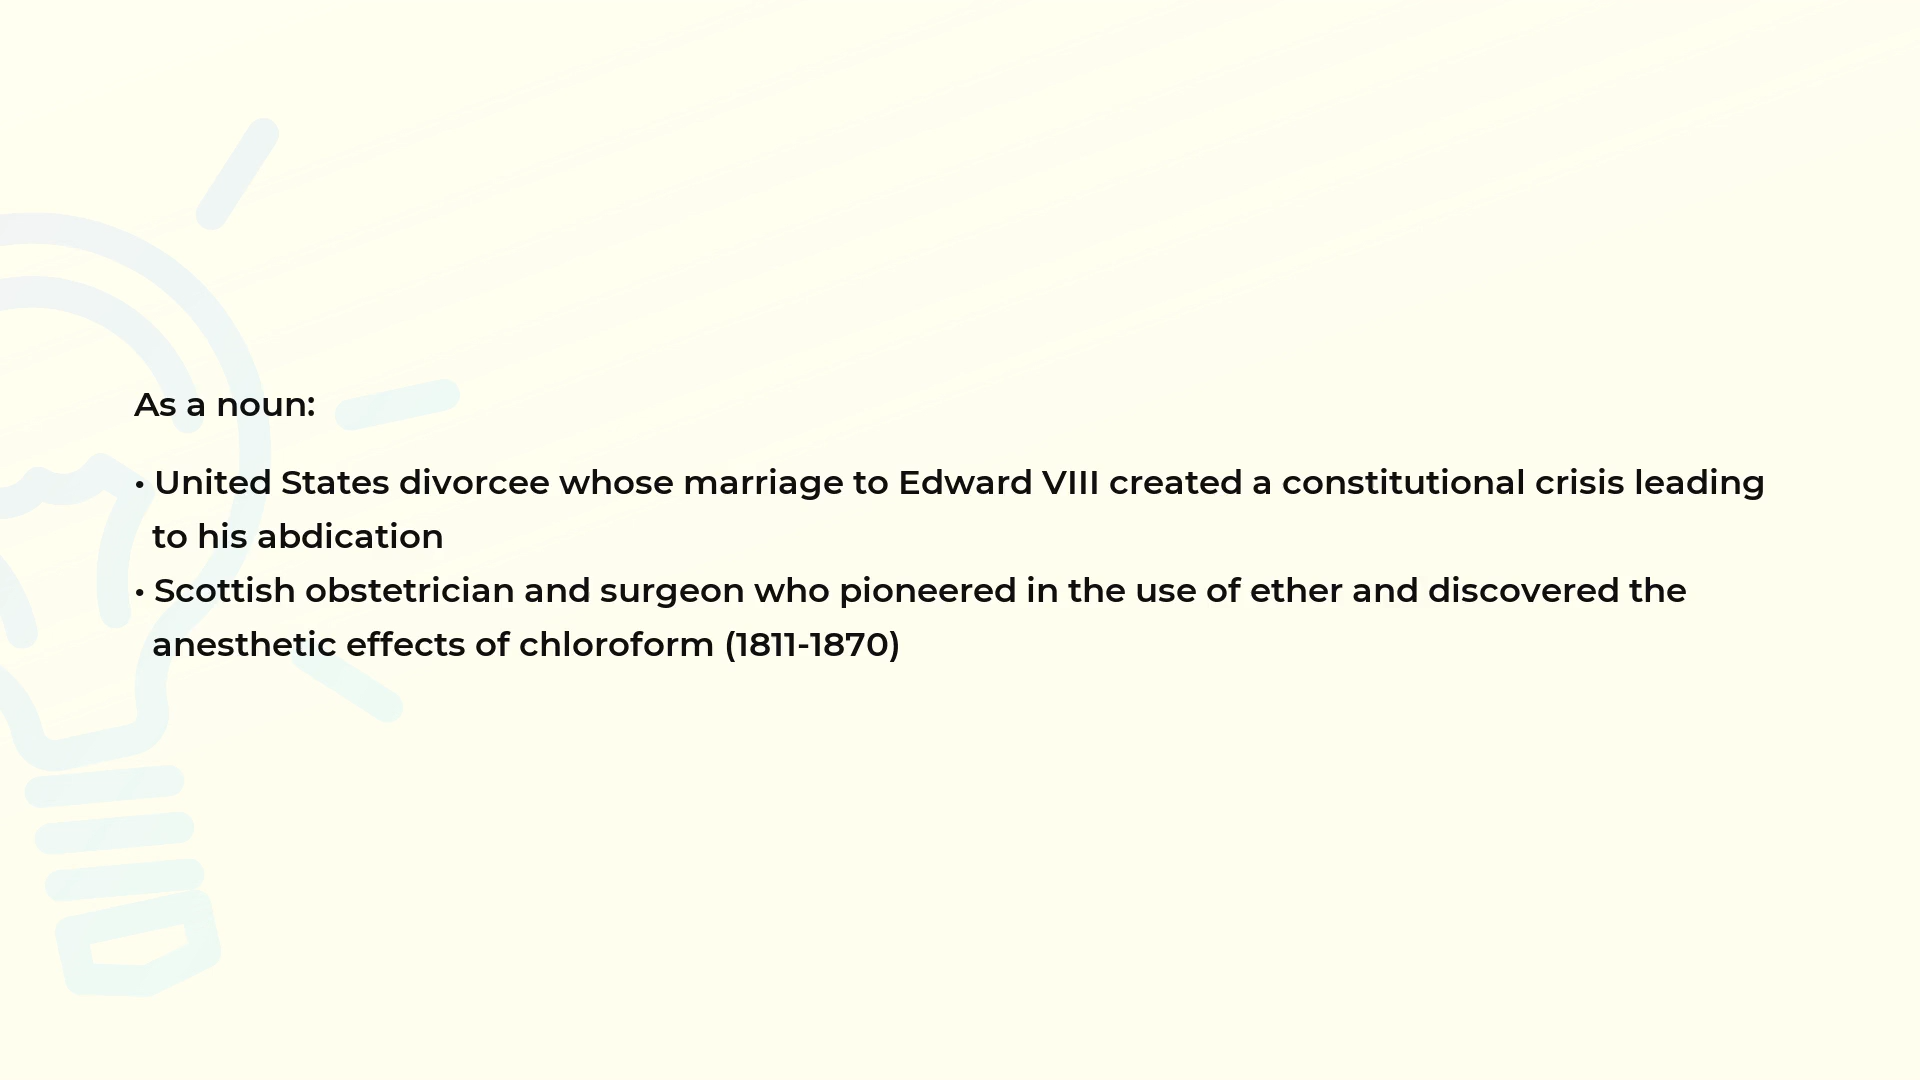 As a noun:
• United States divorcee whose marriage to Edward VIII created a constitutional crisis leading
to his abdication
• Scottish obstetrician and surgeon who pioneered in the use of ether and discovered the
anesthetic effects of chloroform (1811-1870)